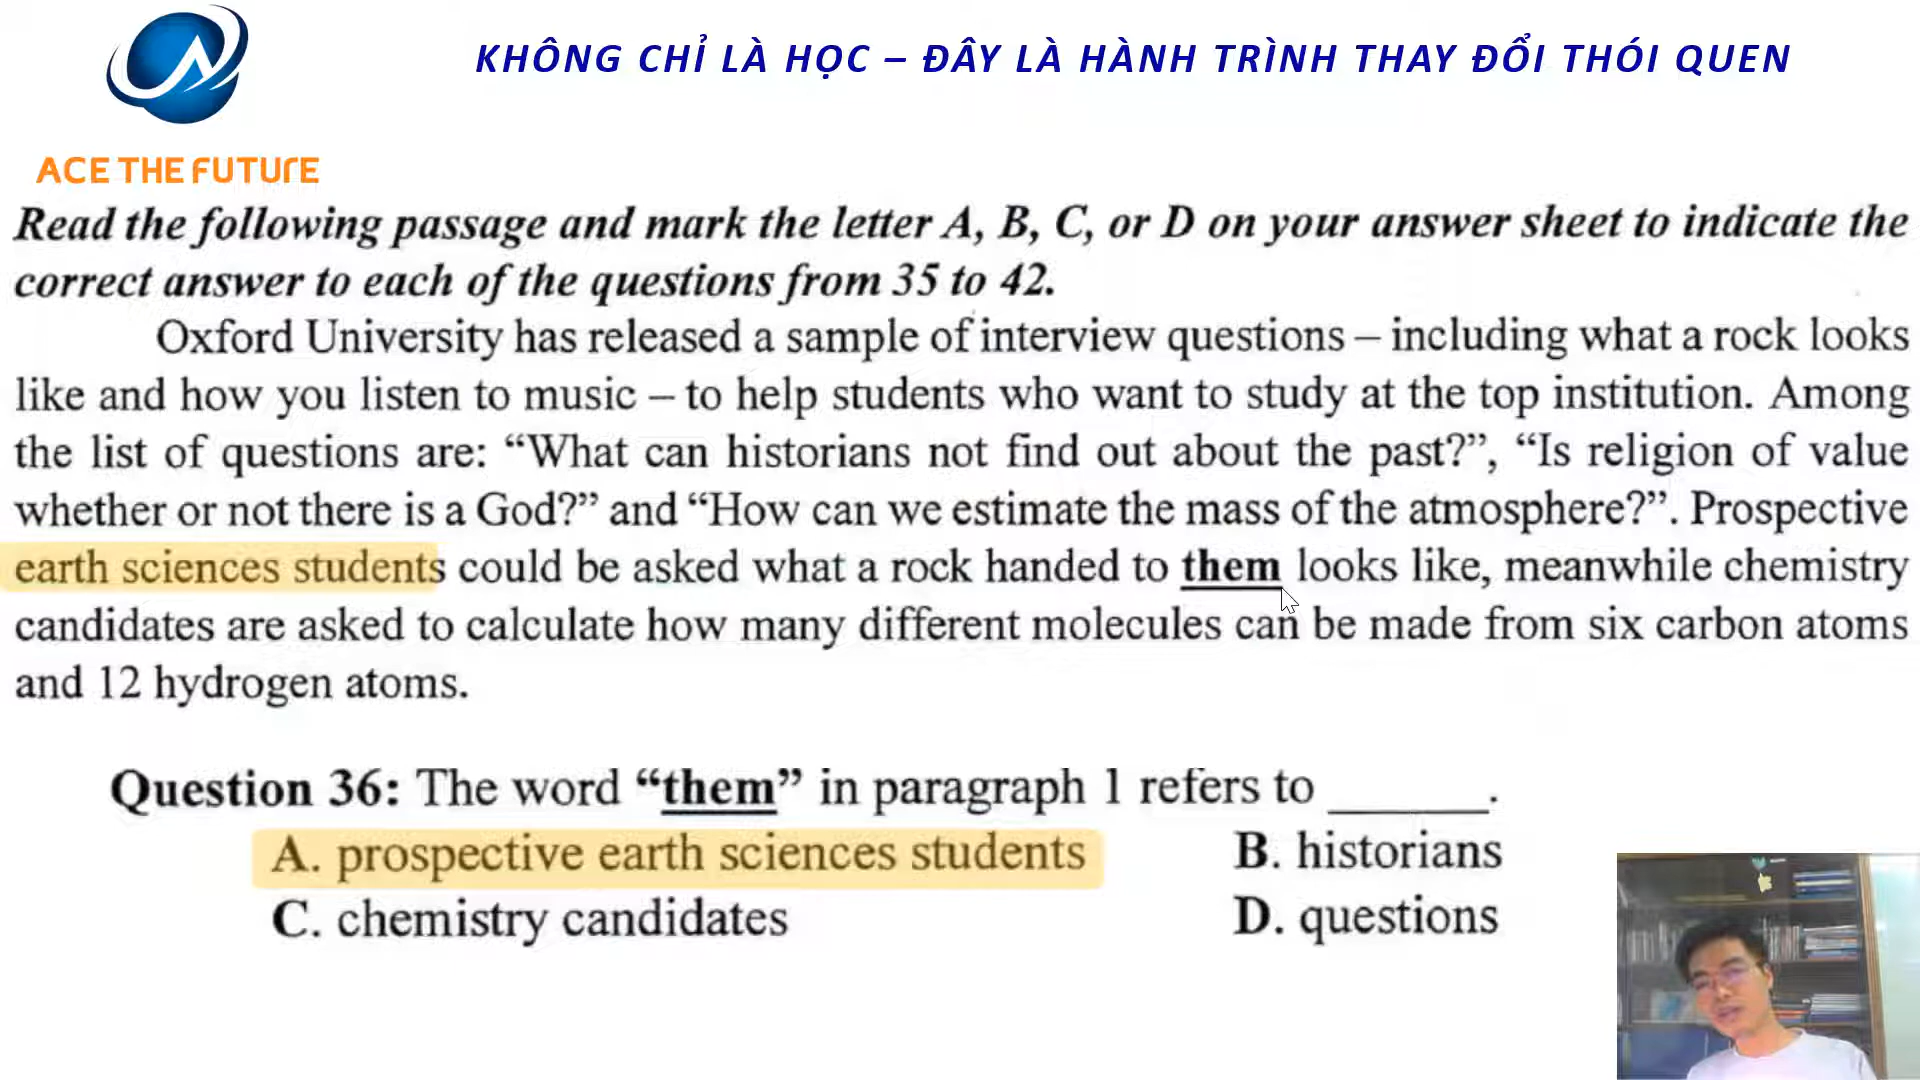 KHÔNG CHỈ LÀ HỌC – ĐÂY LÀ HÀNH TRÌNH THAY ĐỔI THÓI QUEN
ACE THE FUTURE
Read the following passage and mark the letter A, B, C, or D on your answer sheet to indicate the
correct answer to each of the questions from 35 to 42.
Oxford University has released a sample of interview questions – including what a rock looks
like and how you listen to music – to help students who want to study at the top institution. Among
the list of questions are: “What can historians not find out about the past?”, “Is religion of value
whether or not there is a God?” and “How can we estimate the mass of the atmosphere?”. Prospective
earth sciences students could be asked what a rock handed to them looks like, meanwhile chemistry
candidates are asked to calculate how many different molecules can be made from six carbon atoms
and 12 hydrogen atoms.
Question 36: The word “them” in paragraph 1 refers to ________.
A. prospective earth sciences students B. historians
C. chemistry candidates D. questions